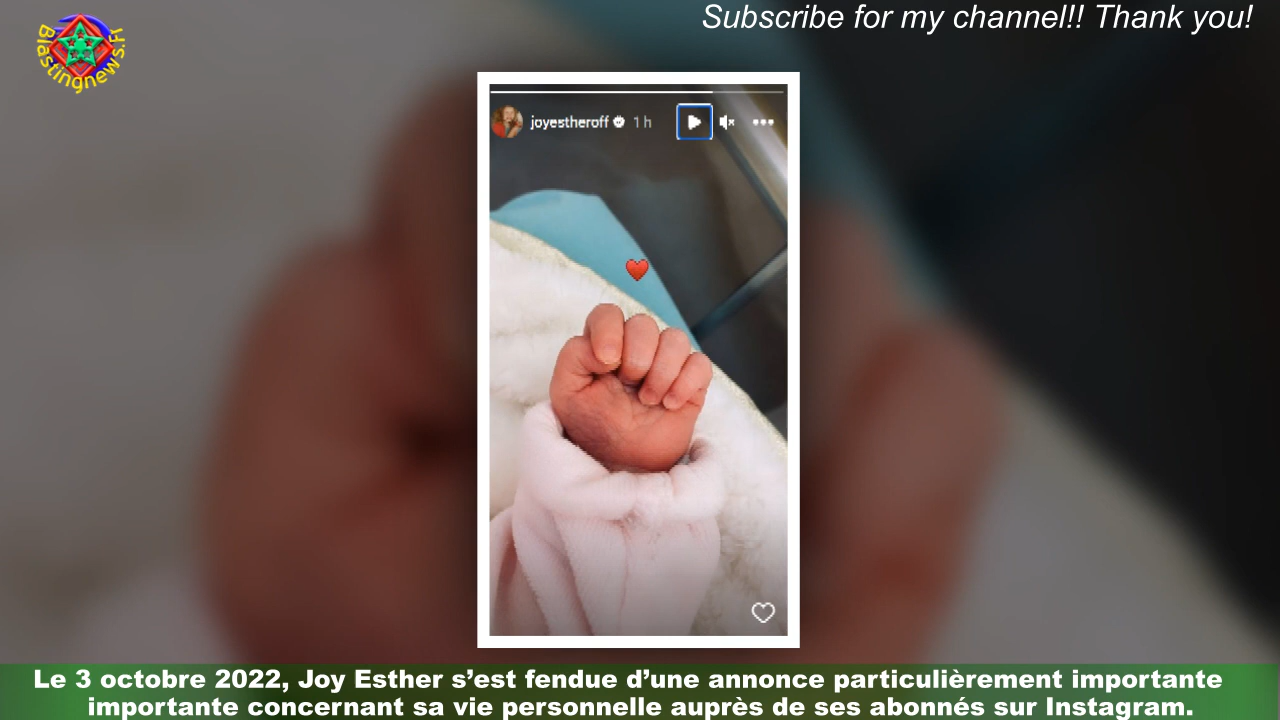 Subscribe for my channel!! Thank you!
Blastingnews.Fr
joyestheroff 1 h
Le 3 octobre 2022, Joy Esther s’est fendue d’une annonce particulièrement importante
importante concernant sa vie personnelle auprès de ses abonnés sur Instagram.